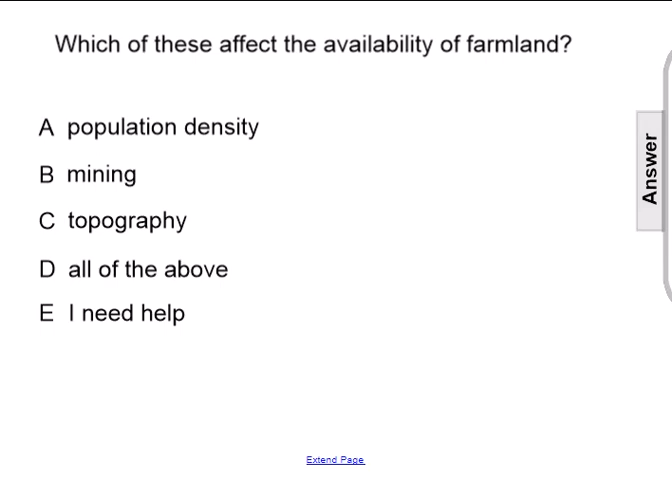 Which of these affect the availability of farmland?
A population density
B mining
C topography
D all of the above
E I need help
Answer
Extend Page